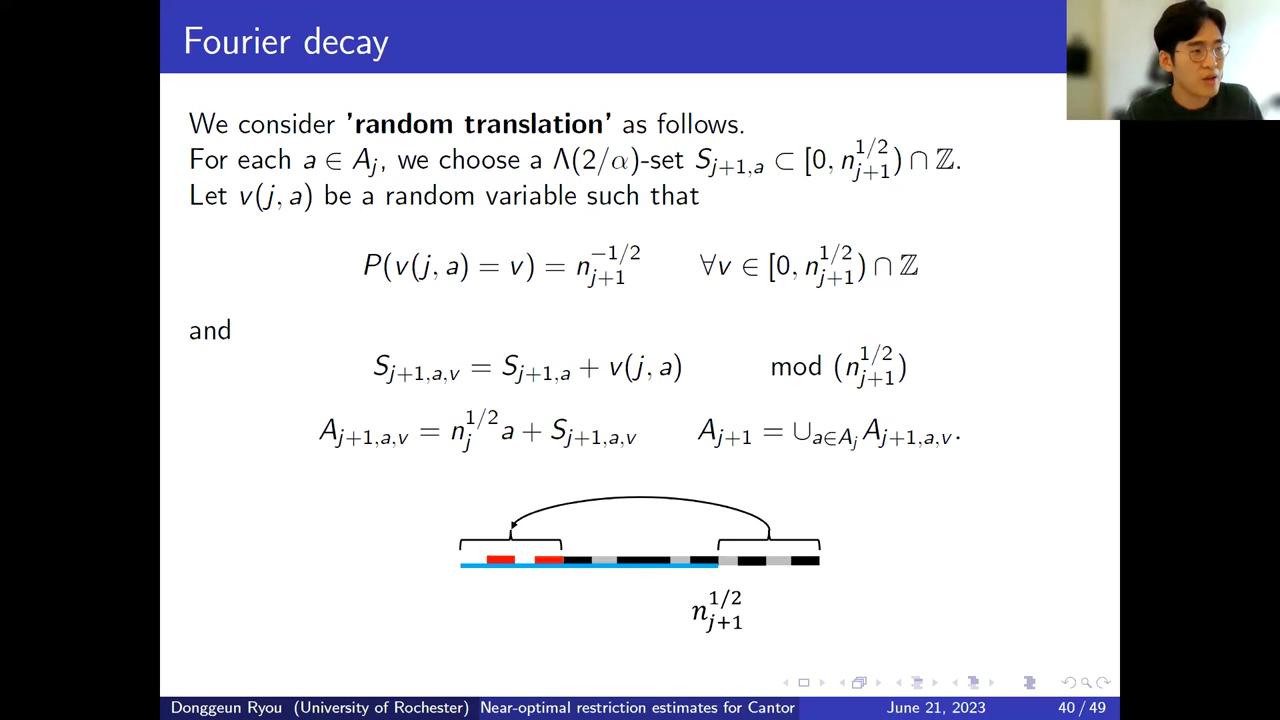 Fourier decay
We consider 'random translation' as follows.
For each a ∈ A_j, we choose a Λ(2/α)-set S_{j+1,a} ⊂ [0, n_{j+1}^{1/2}) ∩ ℤ.
Let v(j, a) be a random variable such that
P(v(j, a) = v) = n_{j+1}^{-1/2} ∀v ∈ [0, n_{j+1}^{1/2}) ∩ ℤ
and
S_{j+1,a,v} = S_{j+1,a} + v(j, a) mod (n_{j+1}^{1/2})
A_{j+1,a,v} = n_j^{1/2} a + S_{j+1,a,v} A_{j+1} = ∪_{a∈A_j} A_{j+1,a,v}.
n_{j+1}^{1/2}
Donggeun Ryou (University of Rochester) Near-optimal restriction estimates for Cantor June 21, 2023 40 / 49